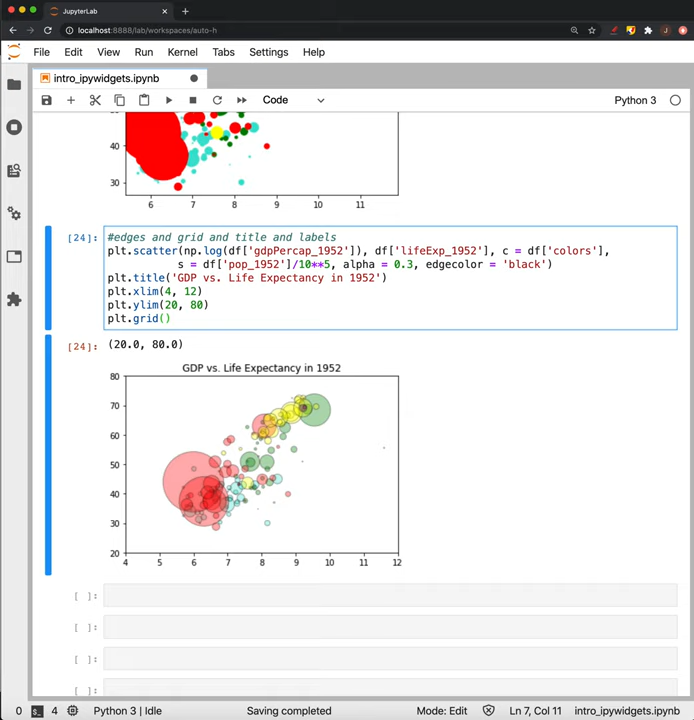 JupyterLab
localhost:8888/lab/workspaces/auto-h
File Edit View Run Kernel Tabs Settings Help
intro_ipywidgets.ipynb
Code
Python 3
40
30
6 7 8 9 10 11
[24]: #edges and grid and title and labels
plt.scatter(np.log(df['gdpPercap_1952']), df['lifeExp_1952'], c = df['colors'],
s = df['pop_1952']/10**5, alpha = 0.3, edgecolor = 'black')
plt.title('GDP vs. Life Expectancy in 1952')
plt.xlim(4, 12)
plt.ylim(20, 80)
plt.grid()
[24]: (20.0, 80.0)
GDP vs. Life Expectancy in 1952
80
70
60
50
40
30
20
4 5 6 7 8 9 10 11 12
[ ]:
[ ]:
[ ]:
[ ]:
0 4 Python 3 | Idle Saving completed Mode: Edit Ln 7, Col 11 intro_ipywidgets.ipynb